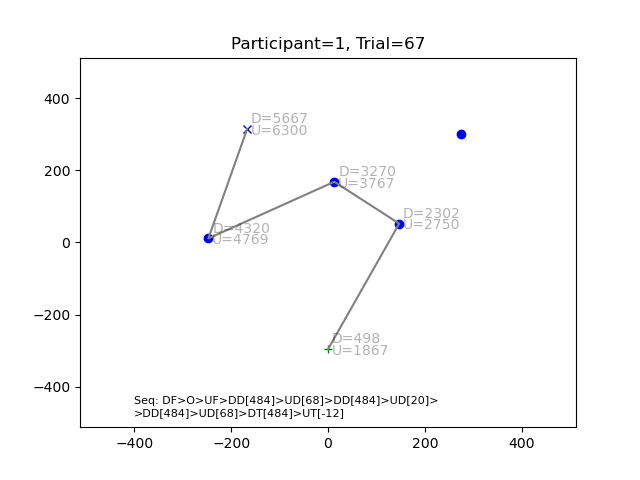 Participant=1, Trial=67
400
200
0
−200
−400
D=5667
U=6300
D=3270
U=3767
D=2302
U=2750
D=4320
U=4769
D=498
U=1867
Seq: DF>O>UF>DD[484]>UD[68]>DD[484]>UD[20]>
>DD[484]>UD[68]>DT[484]>UT[-12]
−400
−200
0
200
400